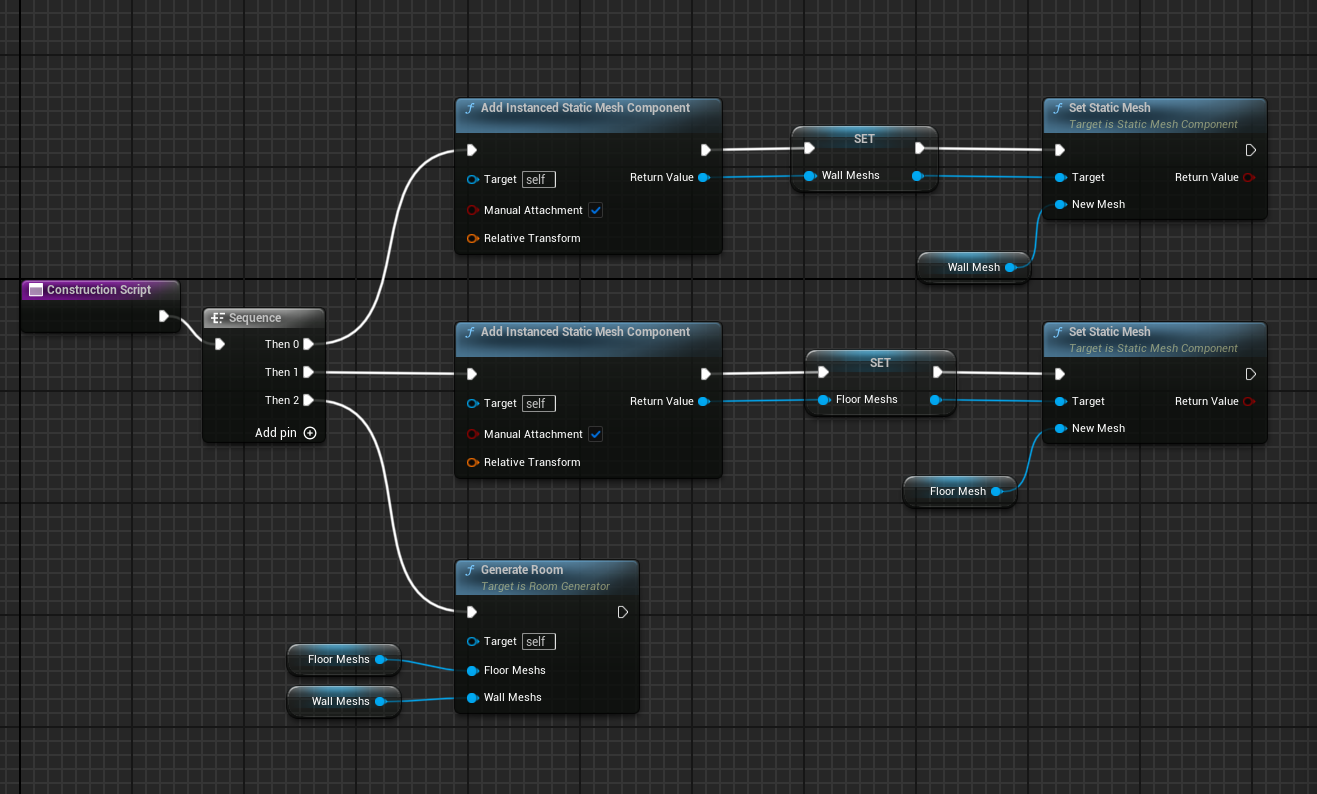 Construction Script
Sequence
Then 0
Then 1
Then 2
Add pin
Add Instanced Static Mesh Component
Target self
Return Value
Manual Attachment
Relative Transform
SET
Wall Meshs
Set Static Mesh
Target is Static Mesh Component
Target
Return Value
New Mesh
Wall Mesh
Add Instanced Static Mesh Component
Target self
Return Value
Manual Attachment
Relative Transform
SET
Floor Meshs
Set Static Mesh
Target is Static Mesh Component
Target
Return Value
New Mesh
Floor Mesh
Generate Room
Target is Room Generator
Target self
Floor Meshs
Wall Meshs
Floor Meshs
Wall Meshs